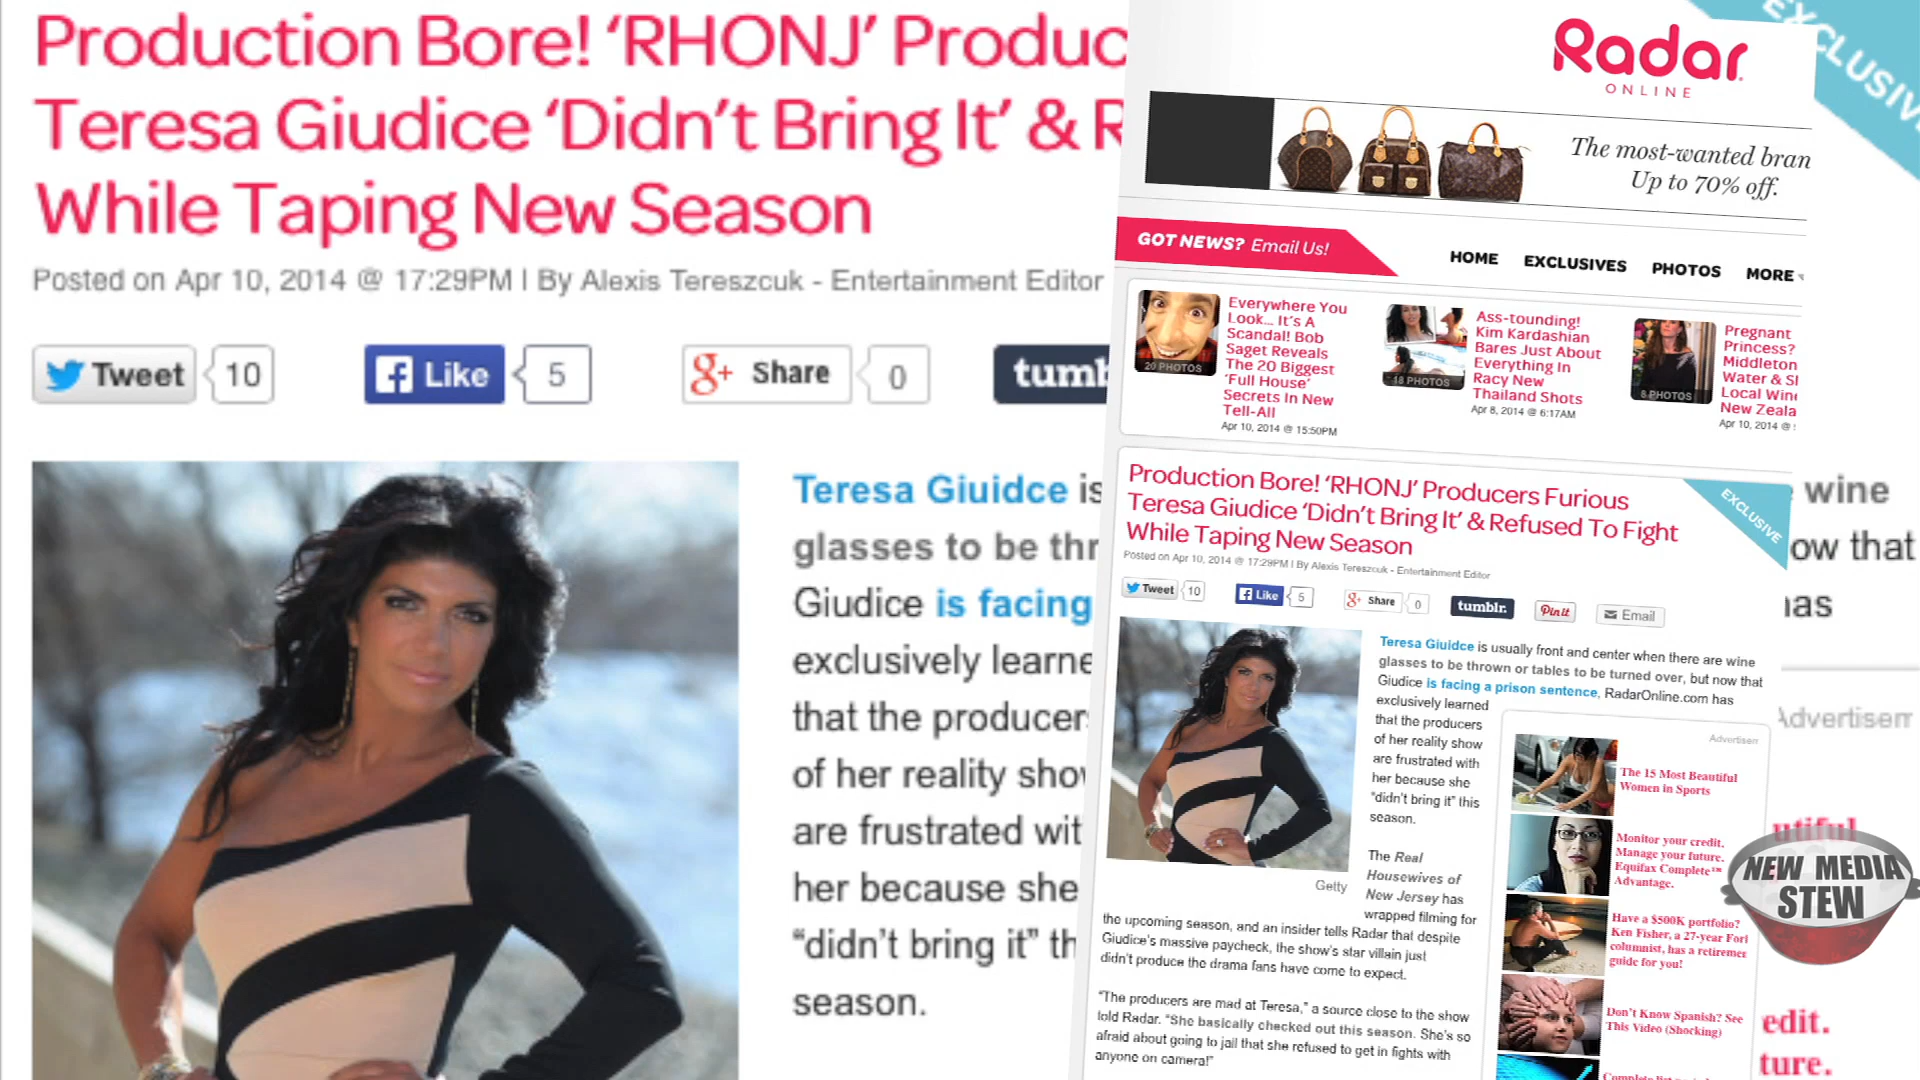 Production Bore! ‘RHONJ’ Produc
Teresa Giudice ‘Didn’t Bring It’ & R
While Taping New Season
Posted on Apr 10, 2014 @ 17:29PM | By Alexis Tereszcuk - Entertainment Editor
Tweet 10
Like 5
Share 0
tumb
Teresa Giuidce is
glasses to be thr
Giudice is facing
exclusively learne
that the producer
of her reality show
are frustrated wit
her because she
“didn’t bring it” th
season.
EXCLUSIV
Radar
ONLINE
The most-wanted bran
Up to 70% off.
GOT NEWS? Email Us!
HOME EXCLUSIVES PHOTOS MORE
20 PHOTOS
Everywhere You
Look... It's A
Scandal! Bob
Saget Reveals
The 20 Biggest
‘Full House’
Secrets In New
Tell-All
Apr 10, 2014 @ 15:50PM
18 PHOTOS
Ass-tounding!
Kim Kardashian
Bares Just About
Everything In
Racy New
Thailand Shots
Apr 8, 2014 @ 6:17AM
8 PHOTOS
Pregnant
Princess?
Middleton
Water & Sl
Local Wine
New Zeala
Apr 10, 2014 @
Production Bore! ‘RHONJ’ Producers Furious
Teresa Giudice ‘Didn’t Bring It’ & Refused To Fight
While Taping New Season
EXCLUSIVE
Posted on Apr 10, 2014 @ 17:29PM | By Alexis Tereszcuk - Entertainment Editor
Tweet 10 Like 5 Share 0 tumblr. Pin it Email
Teresa Giuidce is usually front and center when there are wine
glasses to be thrown or tables to be turned over, but now that
Giudice is facing a prison sentence, RadarOnline.com has
exclusively learned
that the producers
of her reality show
are frustrated with
her because she
“didn’t bring it” this
season.
Getty
The Real
Housewives of
New Jersey has
wrapped filming for
the upcoming season, and an insider tells Radar that despite
Giudice’s massive paycheck, the show’s star villain just
didn’t produce the drama fans have come to expect.
“The producers are mad at Teresa,” a source close to the show
told Radar. “She basically checked out this season. She’s so
afraid about going to jail that she refused to get in fights with
anyone on camera!”
Advertisem
The 15 Most Beautiful
Women in Sports
Monitor your credit.
Manage your future.
Equifax Complete™
Advantage.
Have a $500K portfolio?
Ken Fisher, a 27-year Forl
columnist, has a retiremer
guide for you!
Don’t Know Spanish? See
This Video (Shocking)
wine
ow that
has
Advertisem
edit.
ture.
NEW MEDIA
STEW